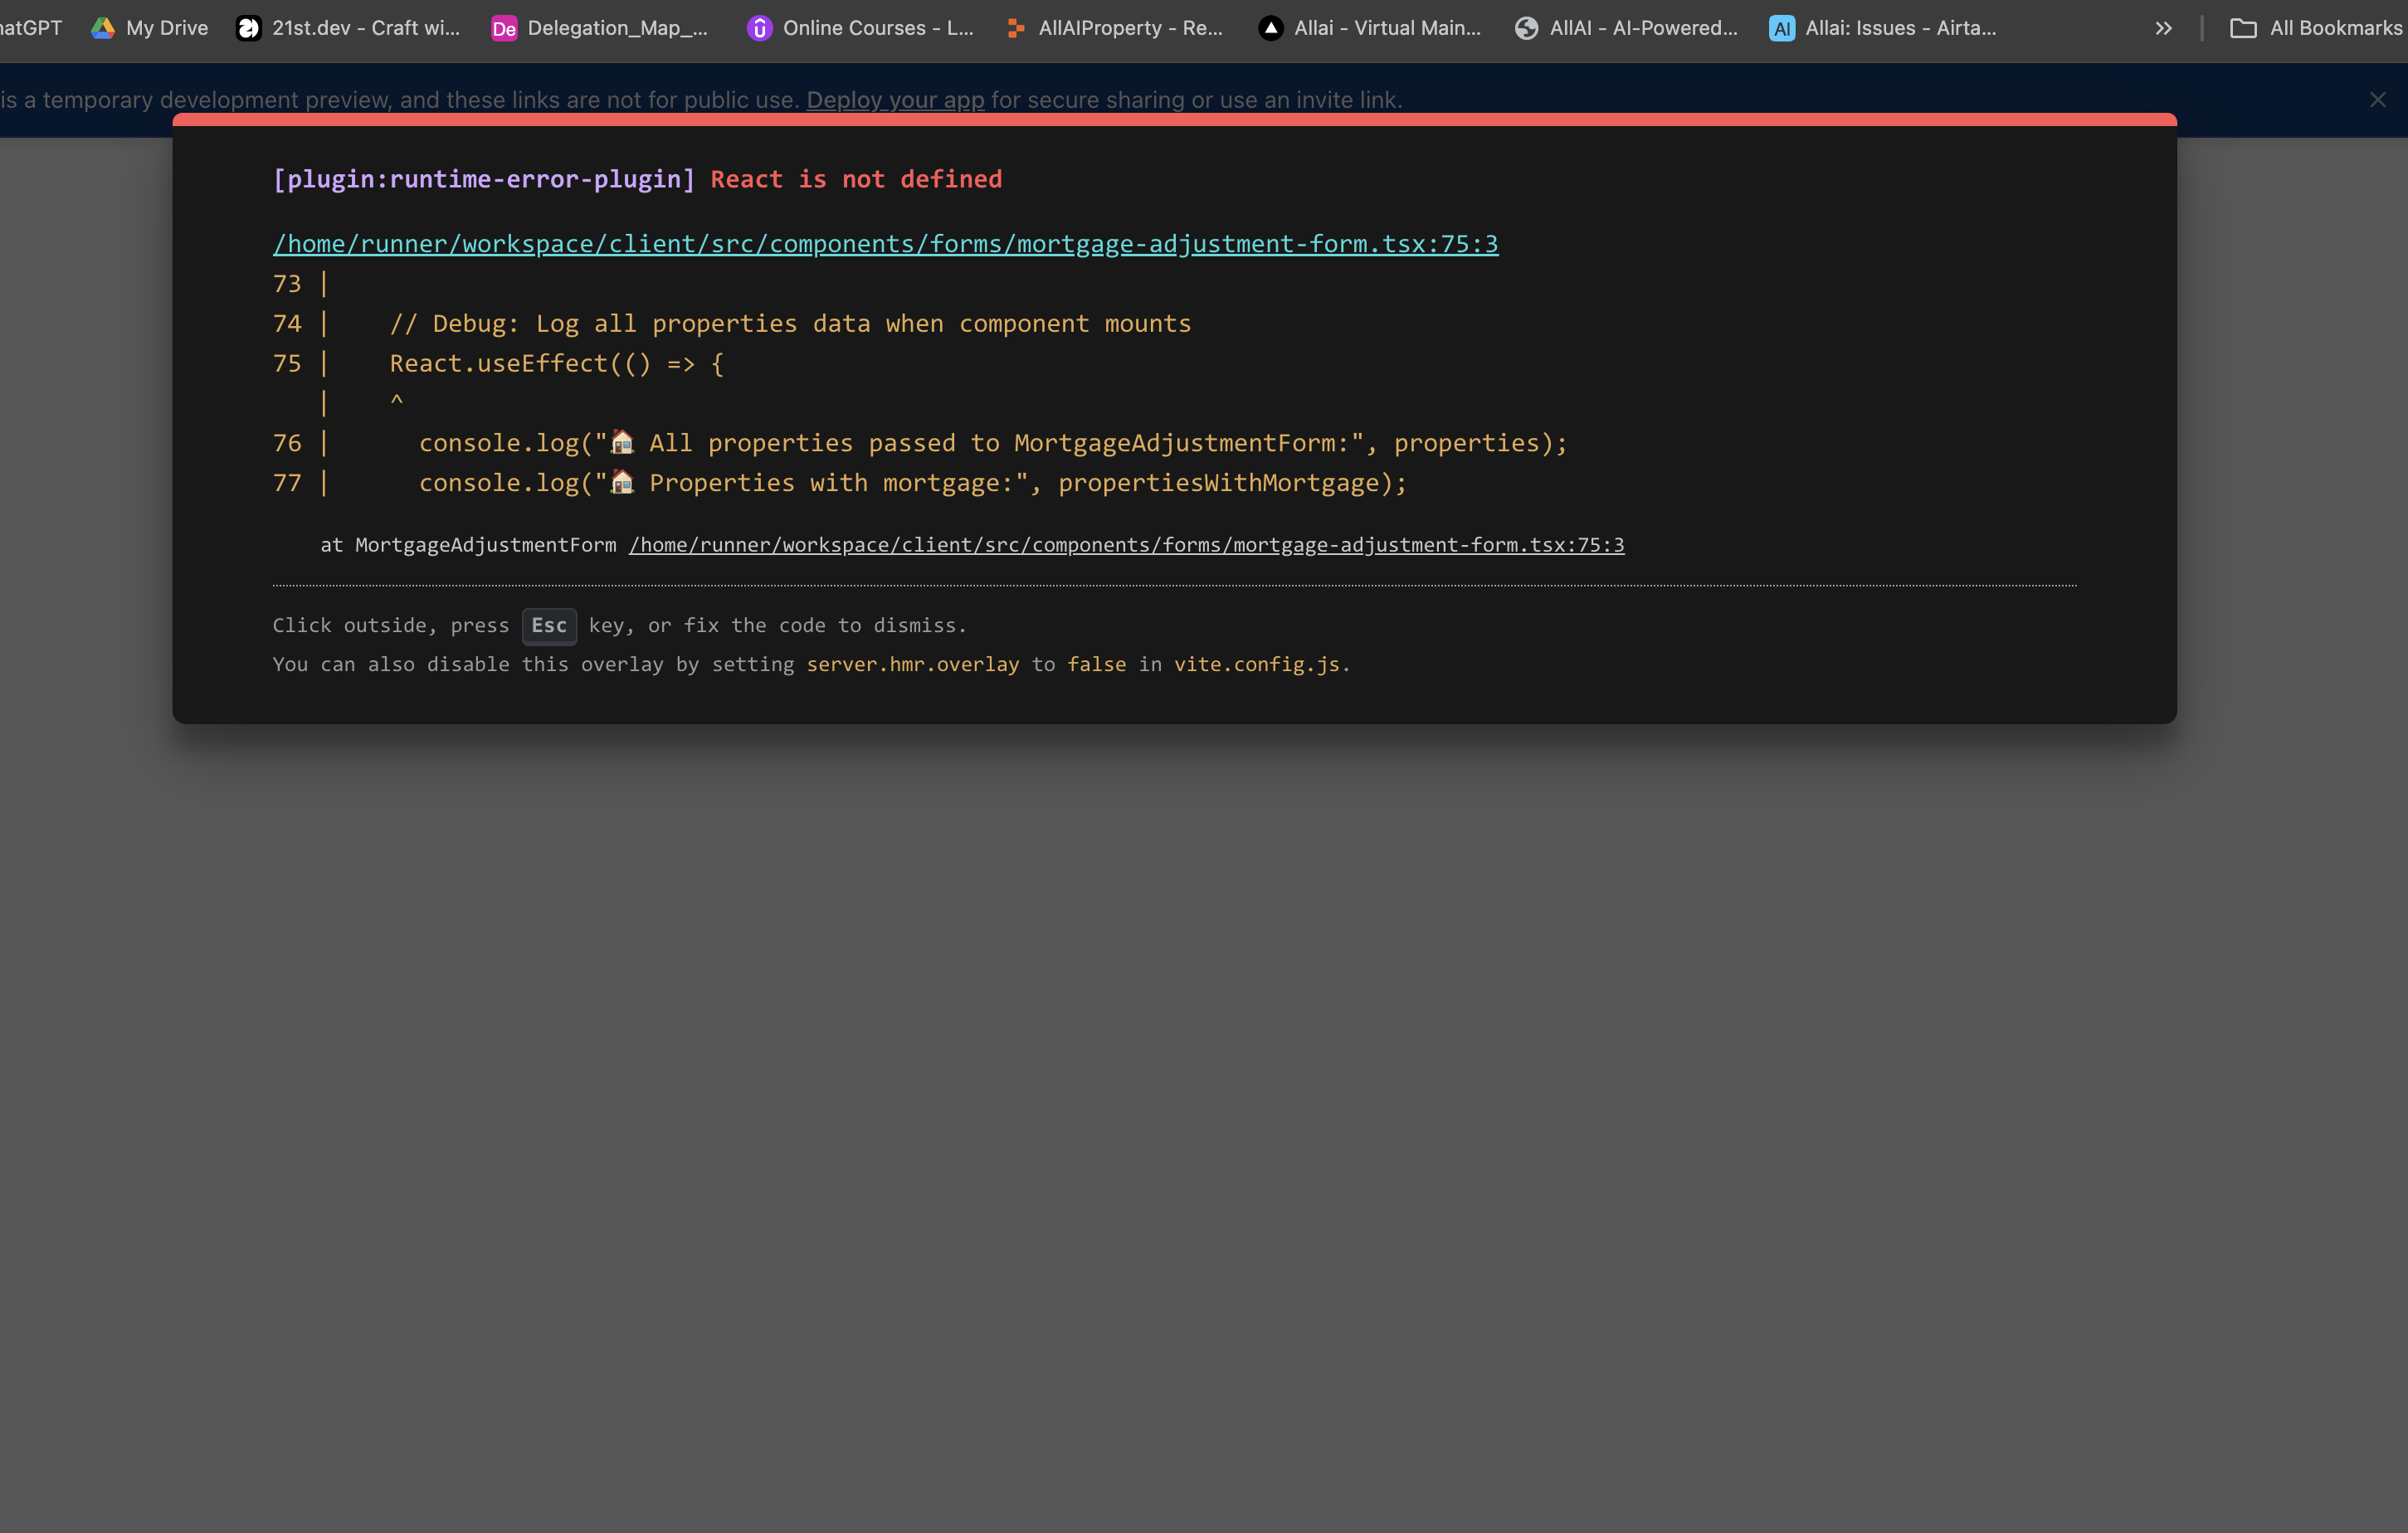 hatGPT My Drive 21st.dev - Craft wi... De Delegation_Map_... Online Courses - L... AllAIProperty - Re... Allai - Virtual Main... AllAI - AI-Powered... AI Allai: Issues - Airta... » All Bookmarks
is a temporary development preview, and these links are not for public use. Deploy your app for secure sharing or use an invite link.
[plugin:runtime-error-plugin] React is not defined
/home/runner/workspace/client/src/components/forms/mortgage-adjustment-form.tsx:75:3
73 |
74 |    // Debug: Log all properties data when component mounts
75 |    React.useEffect(() => {
   |    ^
76 |      console.log("🏠 All properties passed to MortgageAdjustmentForm:", properties);
77 |      console.log("🏠 Properties with mortgage:", propertiesWithMortgage);
at MortgageAdjustmentForm /home/runner/workspace/client/src/components/forms/mortgage-adjustment-form.tsx:75:3
Click outside, press Esc key, or fix the code to dismiss.
You can also disable this overlay by setting server.hmr.overlay to false in vite.config.js.